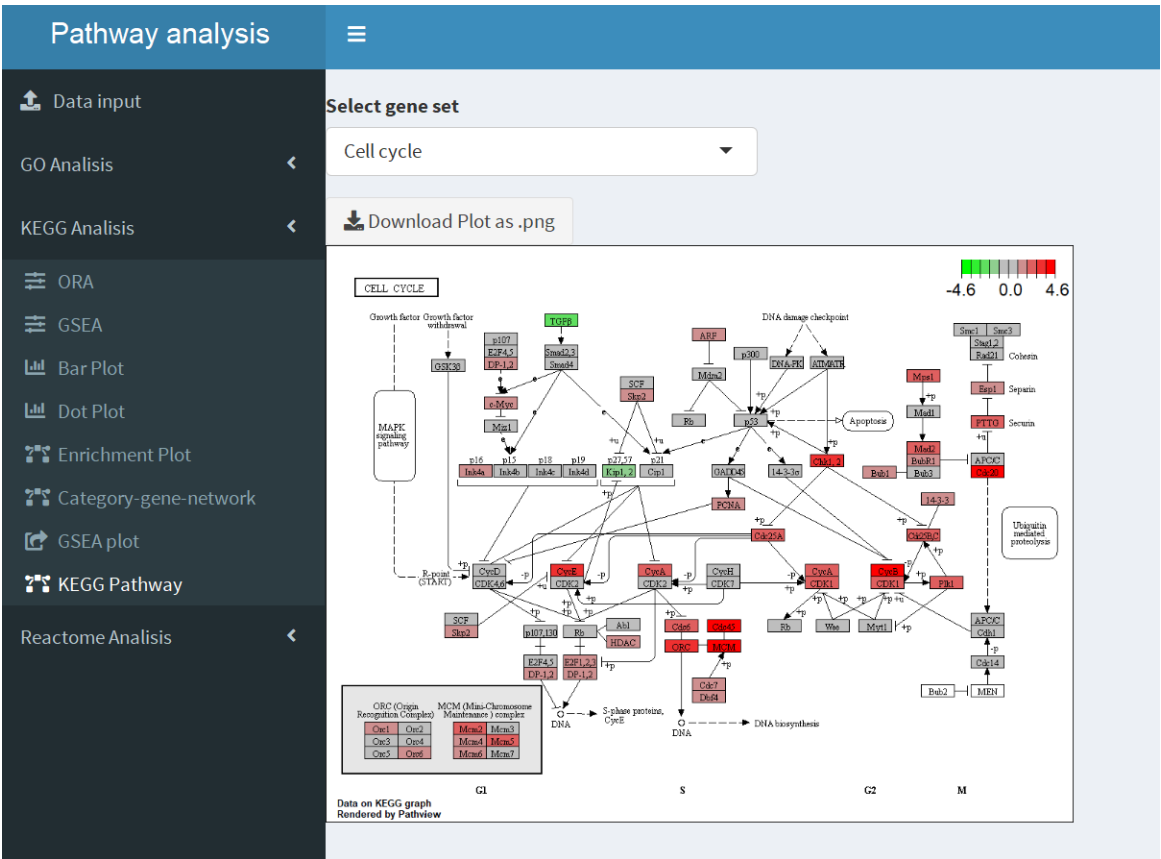 Pathway analysis
Data input
GO Analisis
KEGG Analisis
ORA
GSEA
Bar Plot
Dot Plot
Enrichment Plot
Category-gene-network
GSEA plot
KEGG Pathway
Reactome Analisis
Select gene set
Cell cycle
Download Plot as .png
-4.6 0.0 4.6
CELL CYCLE
Growth factor
Growth factor
withdrawal
TGFβ
DNA damage checkpoint
Smc1 Smc3
Stag1,2
Rad21
Cohesin
p107
E2F4,5
DP-1,2
Smad2,3
Smad4
GSK3β
ARF
p300
DNA-PK
ATMATR
Mdm2
SCF
Skp2
Mps1
Esp1
Separin
c-Myc
Miz1
MAPK
signaling
pathway
Rb
p53
Apoptosis
Mad1
PTTG
Securin
Mad2
BubR1
Bub3
Bub1
APC/C
Cdc20
p16 p15 p18 p19 p27,57 p21
Ink4a Ink4b Ink4c Ink4d Kip1, 2 Cip1
GADD45
14-3-3σ
Chk1, 2
PCNA
14-3-3
Cdc25A
Cdc25B,C
Ubiquitin
mediated
proteolysis
R-point
(START)
CycD
CDK4,6
CycE
CDK2
CycA
CDK2
CycH
CDK7
CycA
CDK1
CycB
CDK1
Plk1
SCF
Skp2
p107,130
Rb
Abl
HDAC
Cdc6
Cdc45
ORC
MCM
Rb
Wee
Myt1
APC/C
Cdh1
Cdc14
E2F4,5
DP-1,2
E2F1,2,3
DP-1,2
Cdc7
Dbf4
Bub2
MEN
DNA
S-phase proteins,
CycE
DNA
DNA biosynthesis
ORC (Origin
Recognition Complex)
MCM (Mini-Chromosome
Maintenance ) complex
Orc1 Orc2 Mcm2 Mcm3
Orc3 Orc4 Mcm4 Mcm5
Orc5 Orc6 Mcm6 Mcm7
G1 S G2 M
Data on KEGG graph
Rendered by Pathview